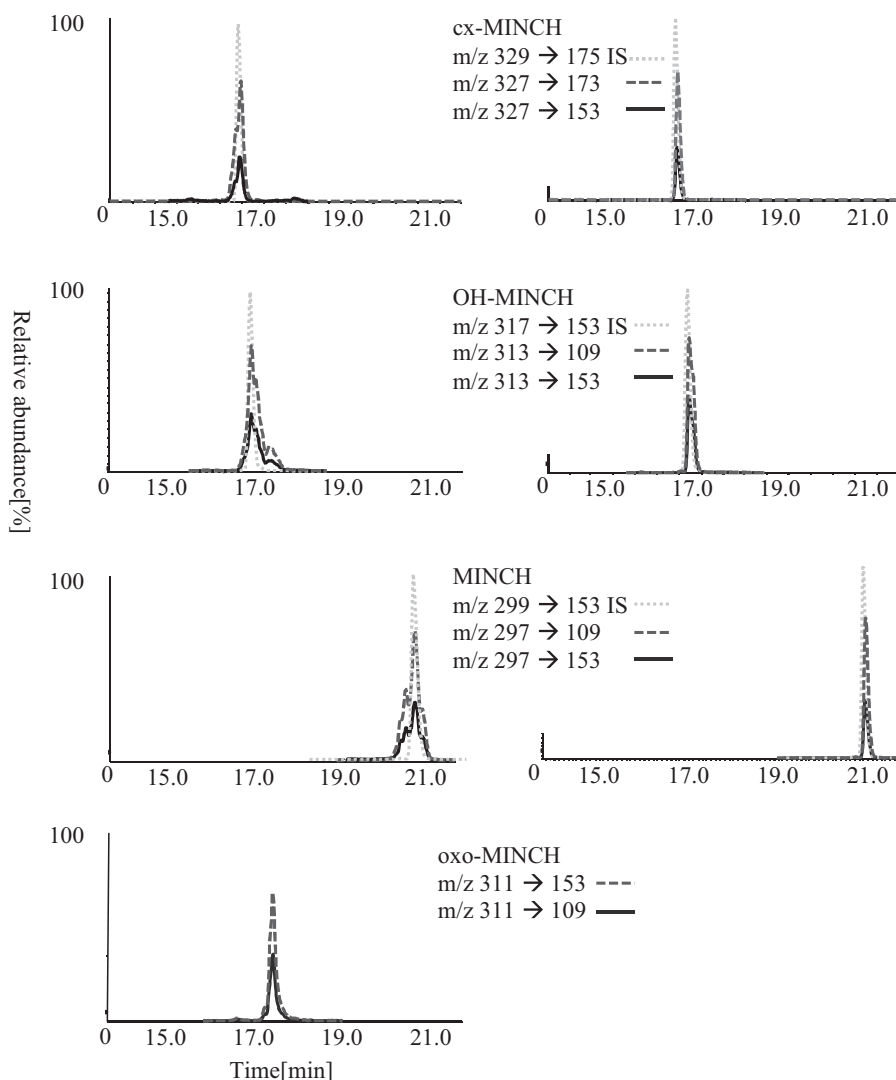 100
cx-MINCH
m/z 329 → 175 IS
m/z 327 → 173
m/z 327 → 153
0 15.0 17.0 19.0 21.0
0 15.0 17.0 19.0 21.0
100
OH-MINCH
m/z 317 → 153 IS
m/z 313 → 109
m/z 313 → 153
0 15.0 17.0 19.0 21.0
0 15.0 17.0 19.0 21.0
Relative abundance[%]
100
MINCH
m/z 299 → 153 IS
m/z 297 → 109
m/z 297 → 153
0 15.0 17.0 19.0 21.0
0 15.0 17.0 19.0 21.0
100
oxo-MINCH
m/z 311 → 153
m/z 311 → 109
0 15.0 17.0 19.0 21.0
Time[min]